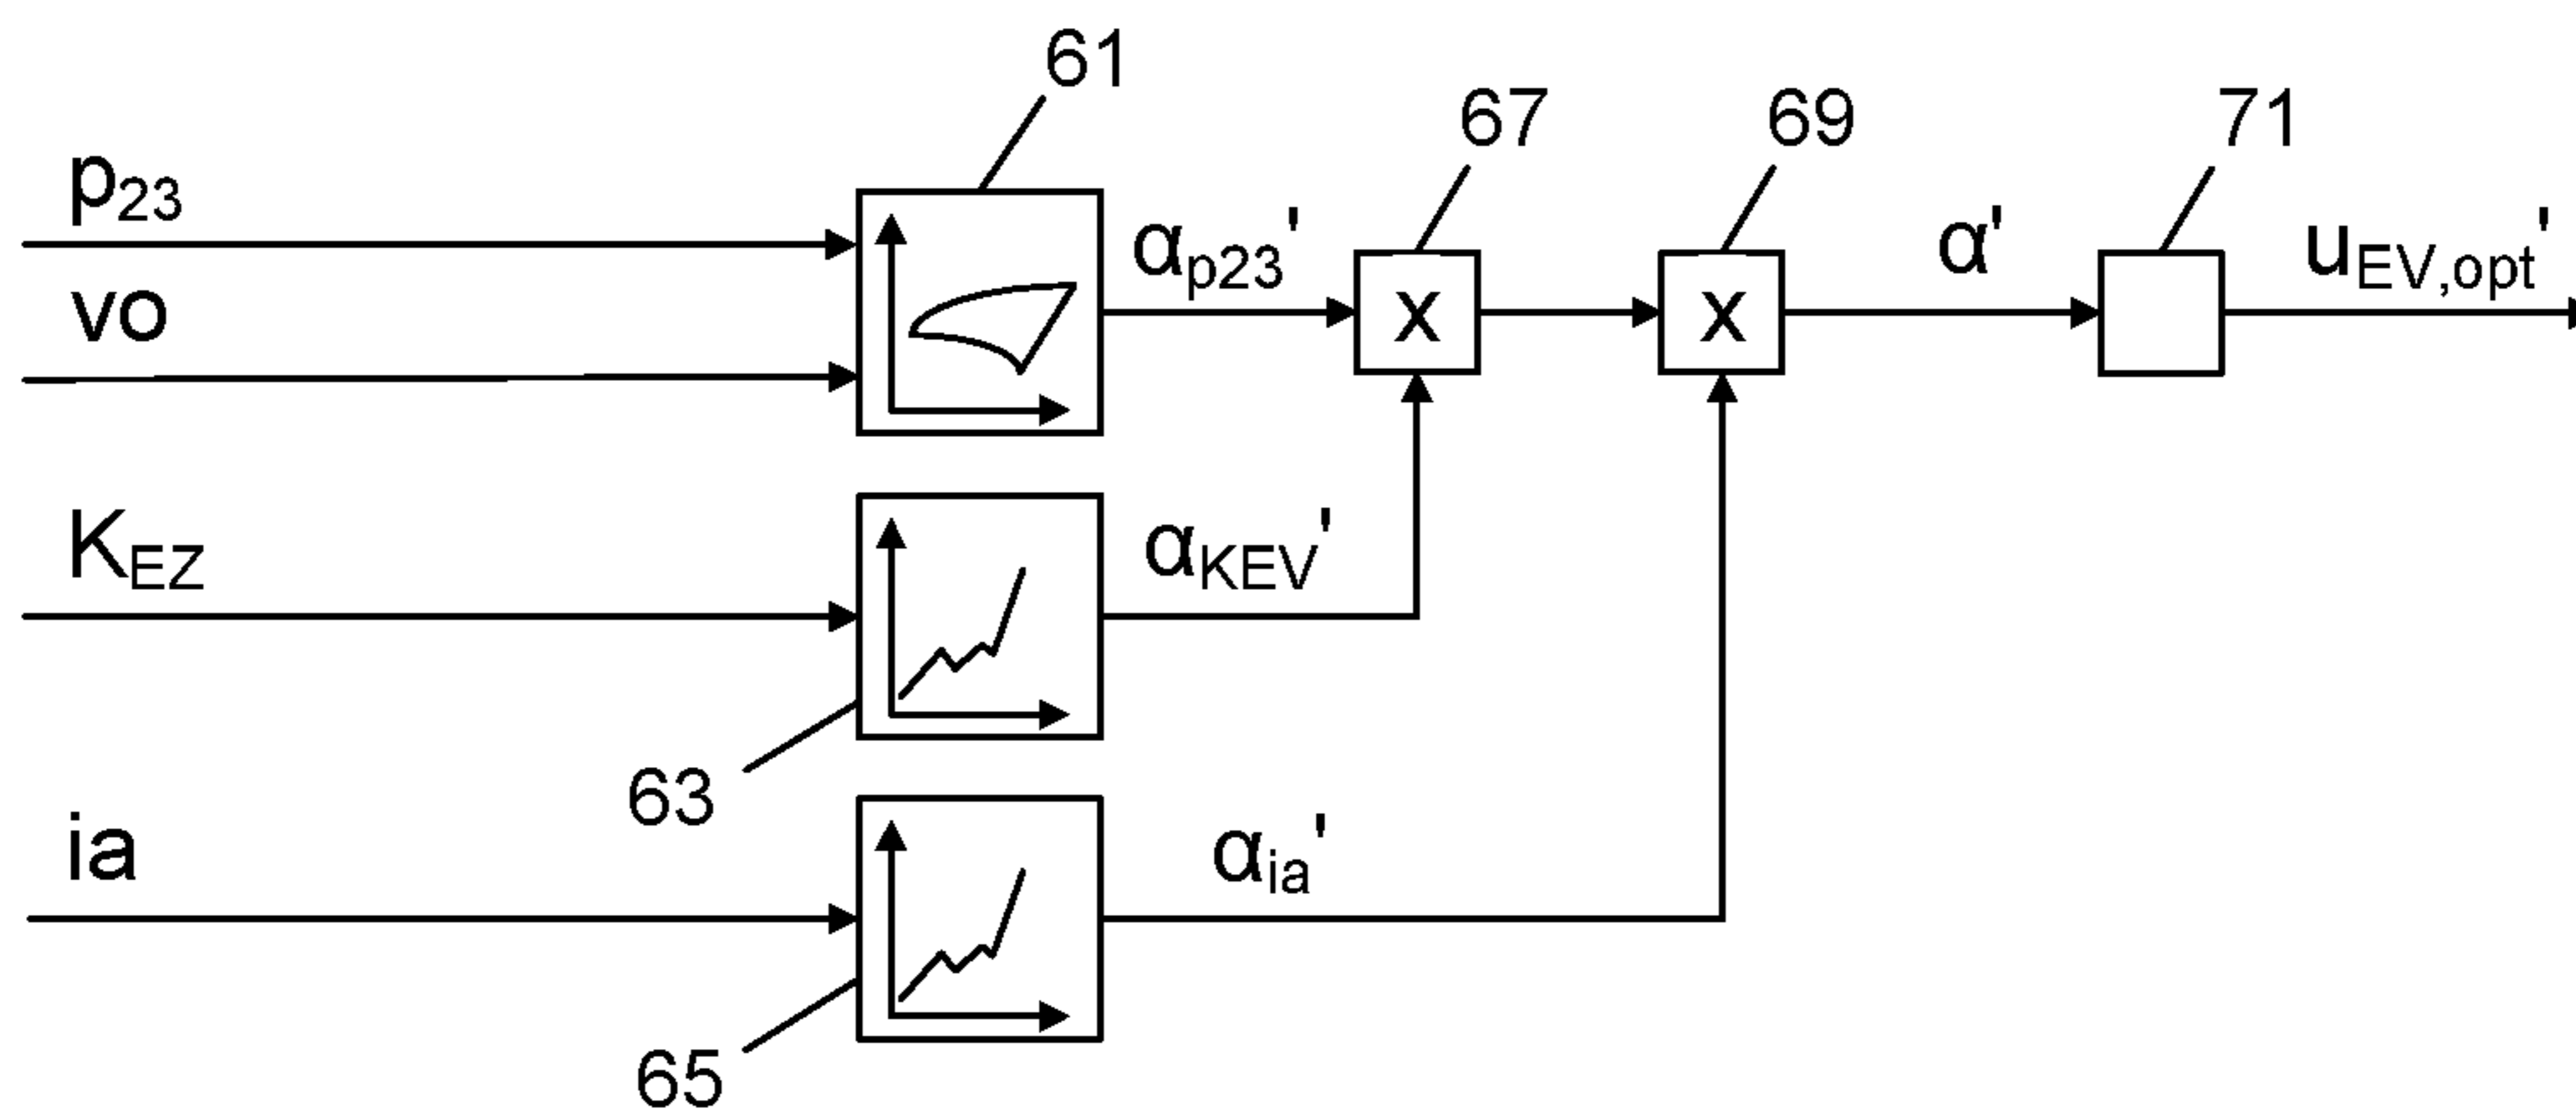 61
67
69
71
p₂₃
αp23'
α'
uEV,opt'
vo
x
x
KEZ
αKEV'
63
ia
αia'
65